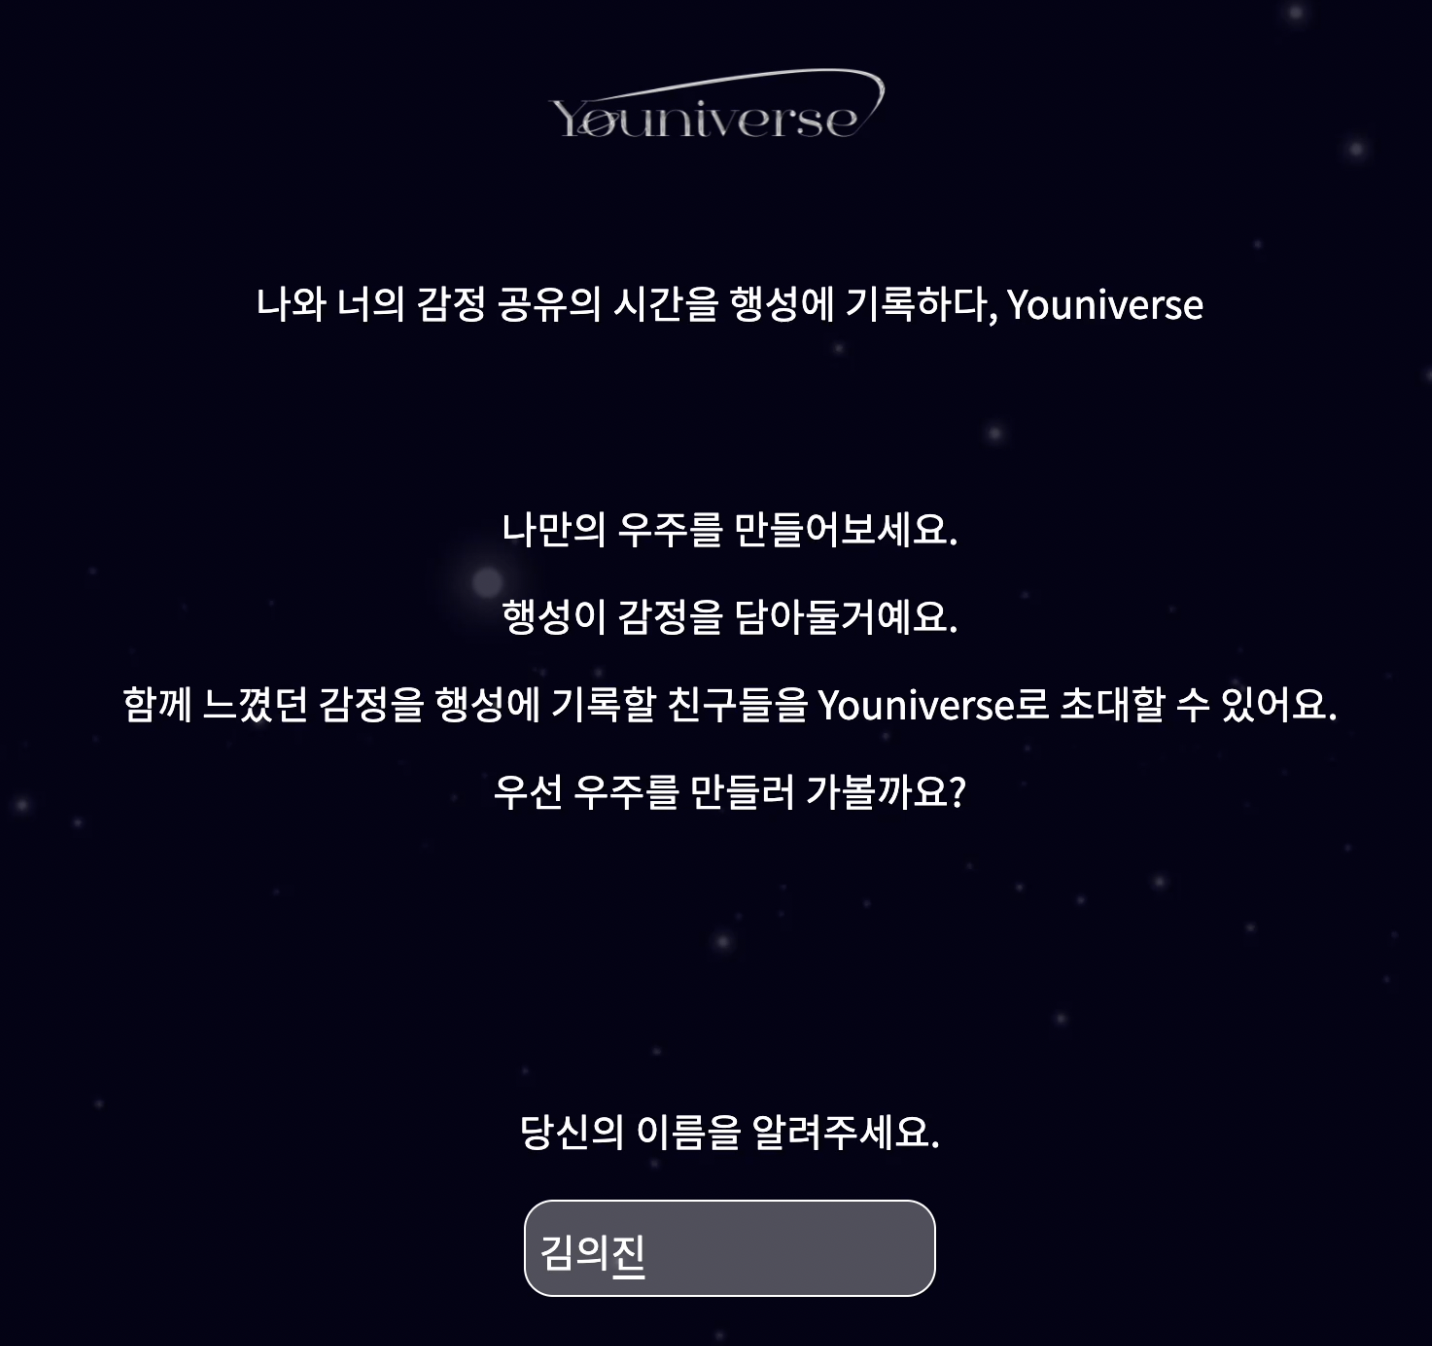 Youniverse
나와 너의 감정 공유의 시간을 행성에 기록하다, Youniverse
나만의 우주를 만들어보세요.
행성이 감정을 담아둘거예요.
함께 느꼈던 감정을 행성에 기록할 친구들을 Youniverse로 초대할 수 있어요.
우선 우주를 만들러 가볼까요?
당신의 이름을 알려주세요.
김의진